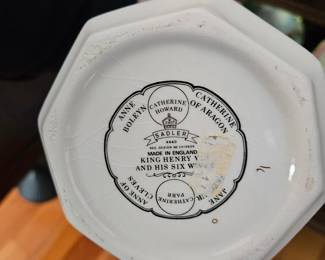 ANNE BOLEYN
CATHERINE HOWARD
CATHERINE OF ARAGON
SADLER
MADE IN ENGLAND
KING HENRY V
AND HIS SIX W
ANNE OF CLEVES
CATHERINE PARR
JANE